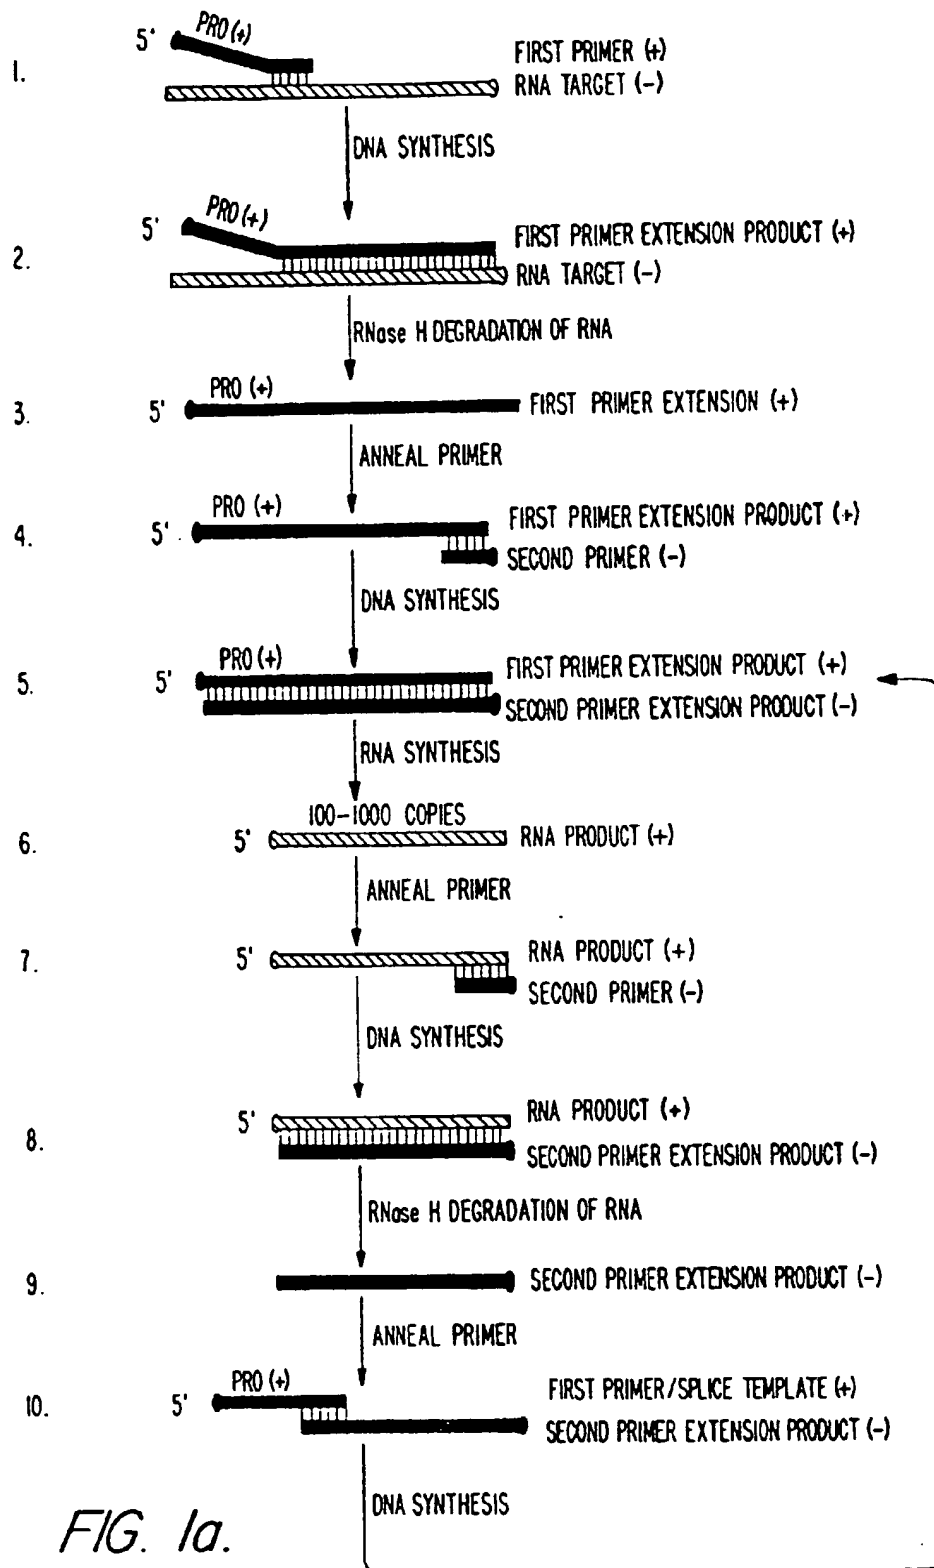 1.
5'
PRO (+)
FIRST PRIMER (+)
RNA TARGET (-)
DNA SYNTHESIS
2.
5'
PRO (+)
FIRST PRIMER EXTENSION PRODUCT (+)
RNA TARGET (-)
RNase H DEGRADATION OF RNA
3.
5'
PRO (+)
FIRST PRIMER EXTENSION (+)
ANNEAL PRIMER
4.
5'
PRO (+)
FIRST PRIMER EXTENSION PRODUCT (+)
SECOND PRIMER (-)
DNA SYNTHESIS
5.
5'
PRO (+)
FIRST PRIMER EXTENSION PRODUCT (+)
SECOND PRIMER EXTENSION PRODUCT (-)
RNA SYNTHESIS
100-1000 COPIES
6.
5'
RNA PRODUCT (+)
ANNEAL PRIMER
7.
5'
RNA PRODUCT (+)
SECOND PRIMER (-)
DNA SYNTHESIS
8.
5'
RNA PRODUCT (+)
SECOND PRIMER EXTENSION PRODUCT (-)
RNase H DEGRADATION OF RNA
9.
SECOND PRIMER EXTENSION PRODUCT (-)
ANNEAL PRIMER
10.
5'
PRO (+)
FIRST PRIMER/SPLICE TEMPLATE (+)
SECOND PRIMER EXTENSION PRODUCT (-)
DNA SYNTHESIS
FIG. 1a.